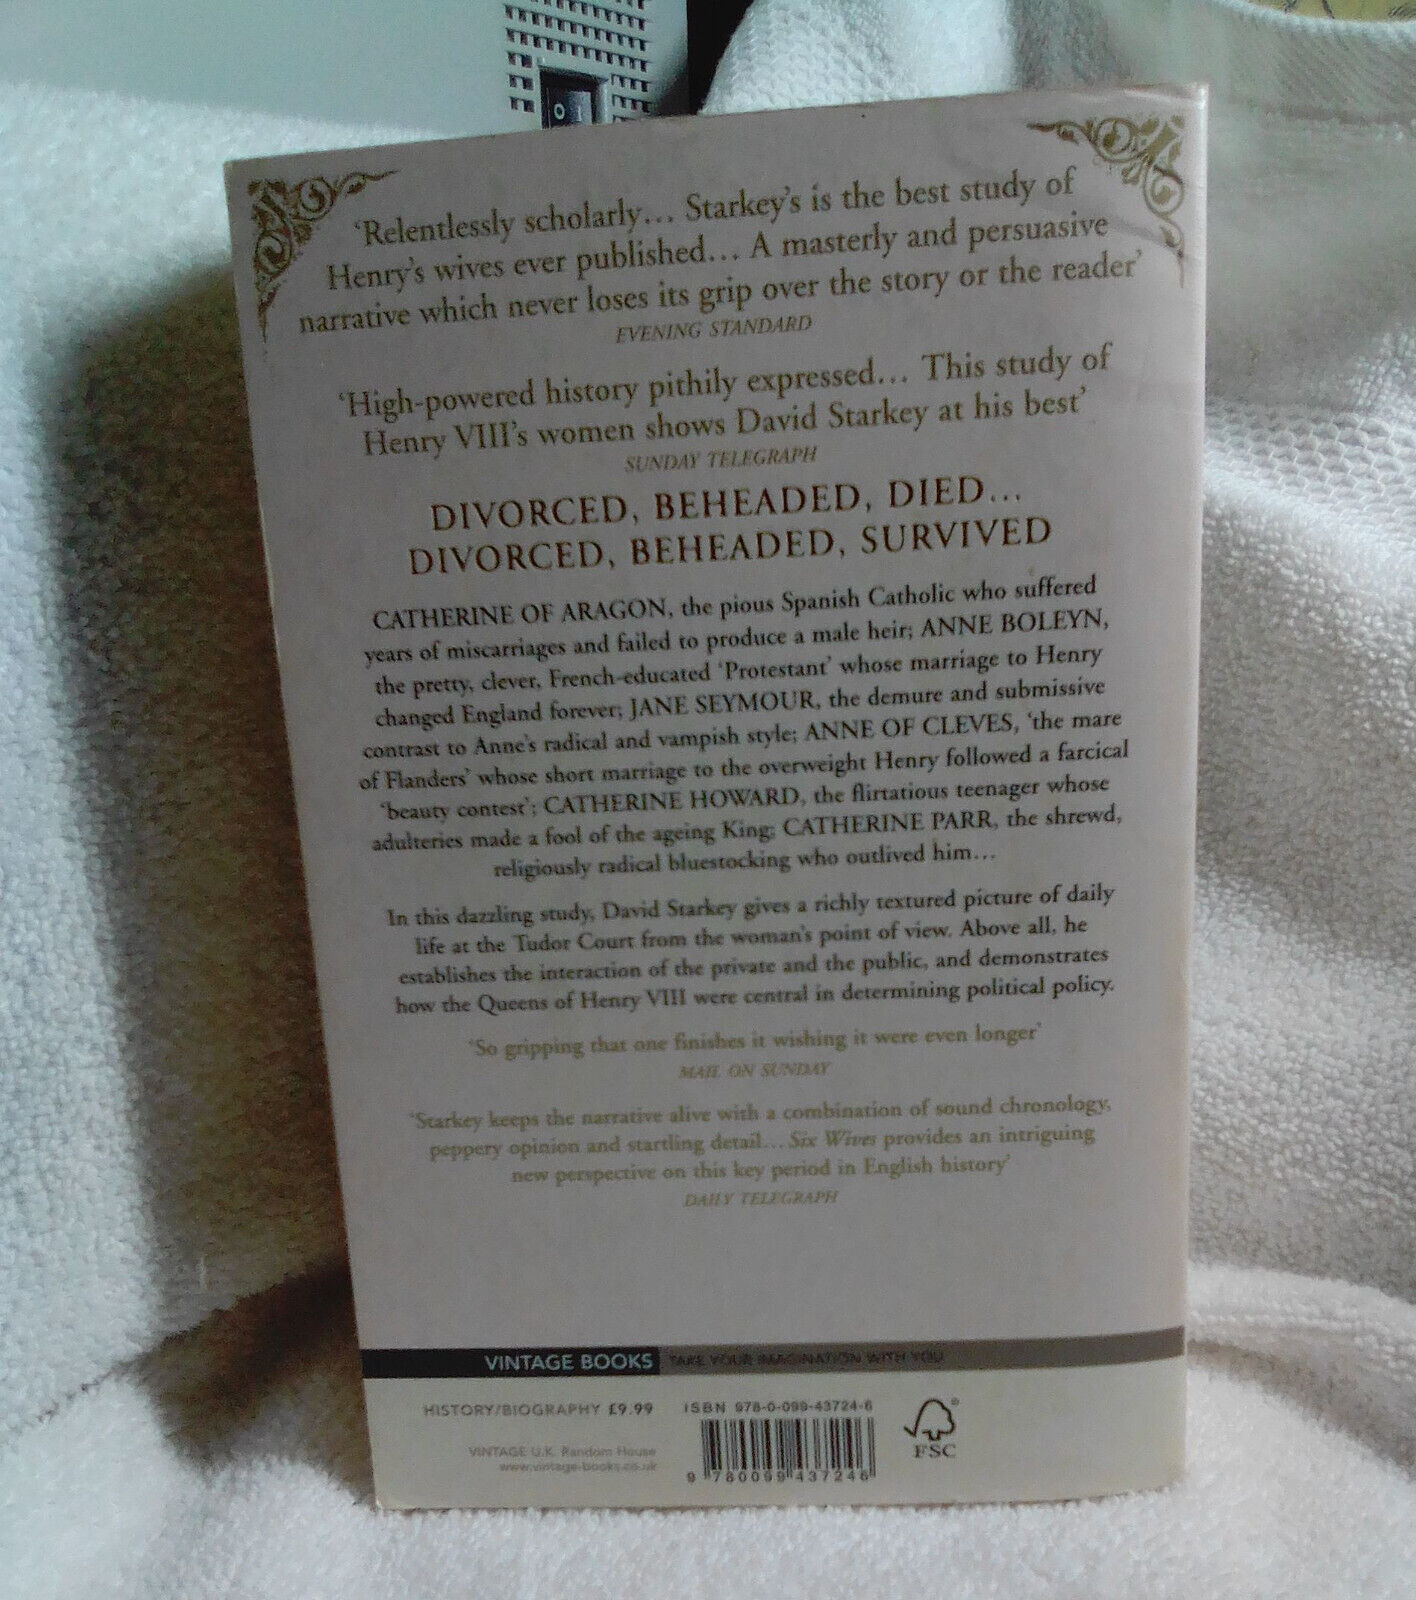 ‘Relentlessly scholarly… Starkey’s is the best study of
Henry’s wives ever published… A masterly and persuasive
narrative which never loses its grip over the story or the reader’
EVENING STANDARD
‘High-powered history pithily expressed… This study of
Henry VIII’s women shows David Starkey at his best’
SUNDAY TELEGRAPH
DIVORCED, BEHEADED, DIED…
DIVORCED, BEHEADED, SURVIVED
CATHERINE OF ARAGON, the pious Spanish Catholic who suffered
years of miscarriages and failed to produce a male heir; ANNE BOLEYN,
the pretty, clever, French-educated ‘Protestant’ whose marriage to Henry
changed England forever; JANE SEYMOUR, the demure and submissive
contrast to Anne’s radical and vampish style; ANNE OF CLEVES, ‘the mare
of Flanders’ whose short marriage to the overweight Henry followed a farcical
‘beauty contest’; CATHERINE HOWARD, the flirtatious teenager whose
adulteries made a fool of the ageing King; CATHERINE PARR, the shrewd,
religiously radical bluestocking who outlived him…
In this dazzling study, David Starkey gives a richly textured picture of daily
life at the Tudor Court from the woman’s point of view. Above all, he
establishes the interaction of the private and the public, and demonstrates
how the Queens of Henry VIII were central in determining political policy.
‘So gripping that one finishes it wishing it were even longer’
MAIL ON SUNDAY
‘Starkey keeps the narrative alive with a combination of sound chronology,
peppery opinion and startling detail… Six Wives provides an intriguing
new perspective on this key period in English history’
DAILY TELEGRAPH
VINTAGE BOOKS TAKE YOUR IMAGINATION WITH YOU
HISTORY/BIOGRAPHY £9.99
ISBN 978-0-099-43724-6
FSC
VINTAGE U.K. Random House
www.vintage-books.co.uk
9 780099 437246